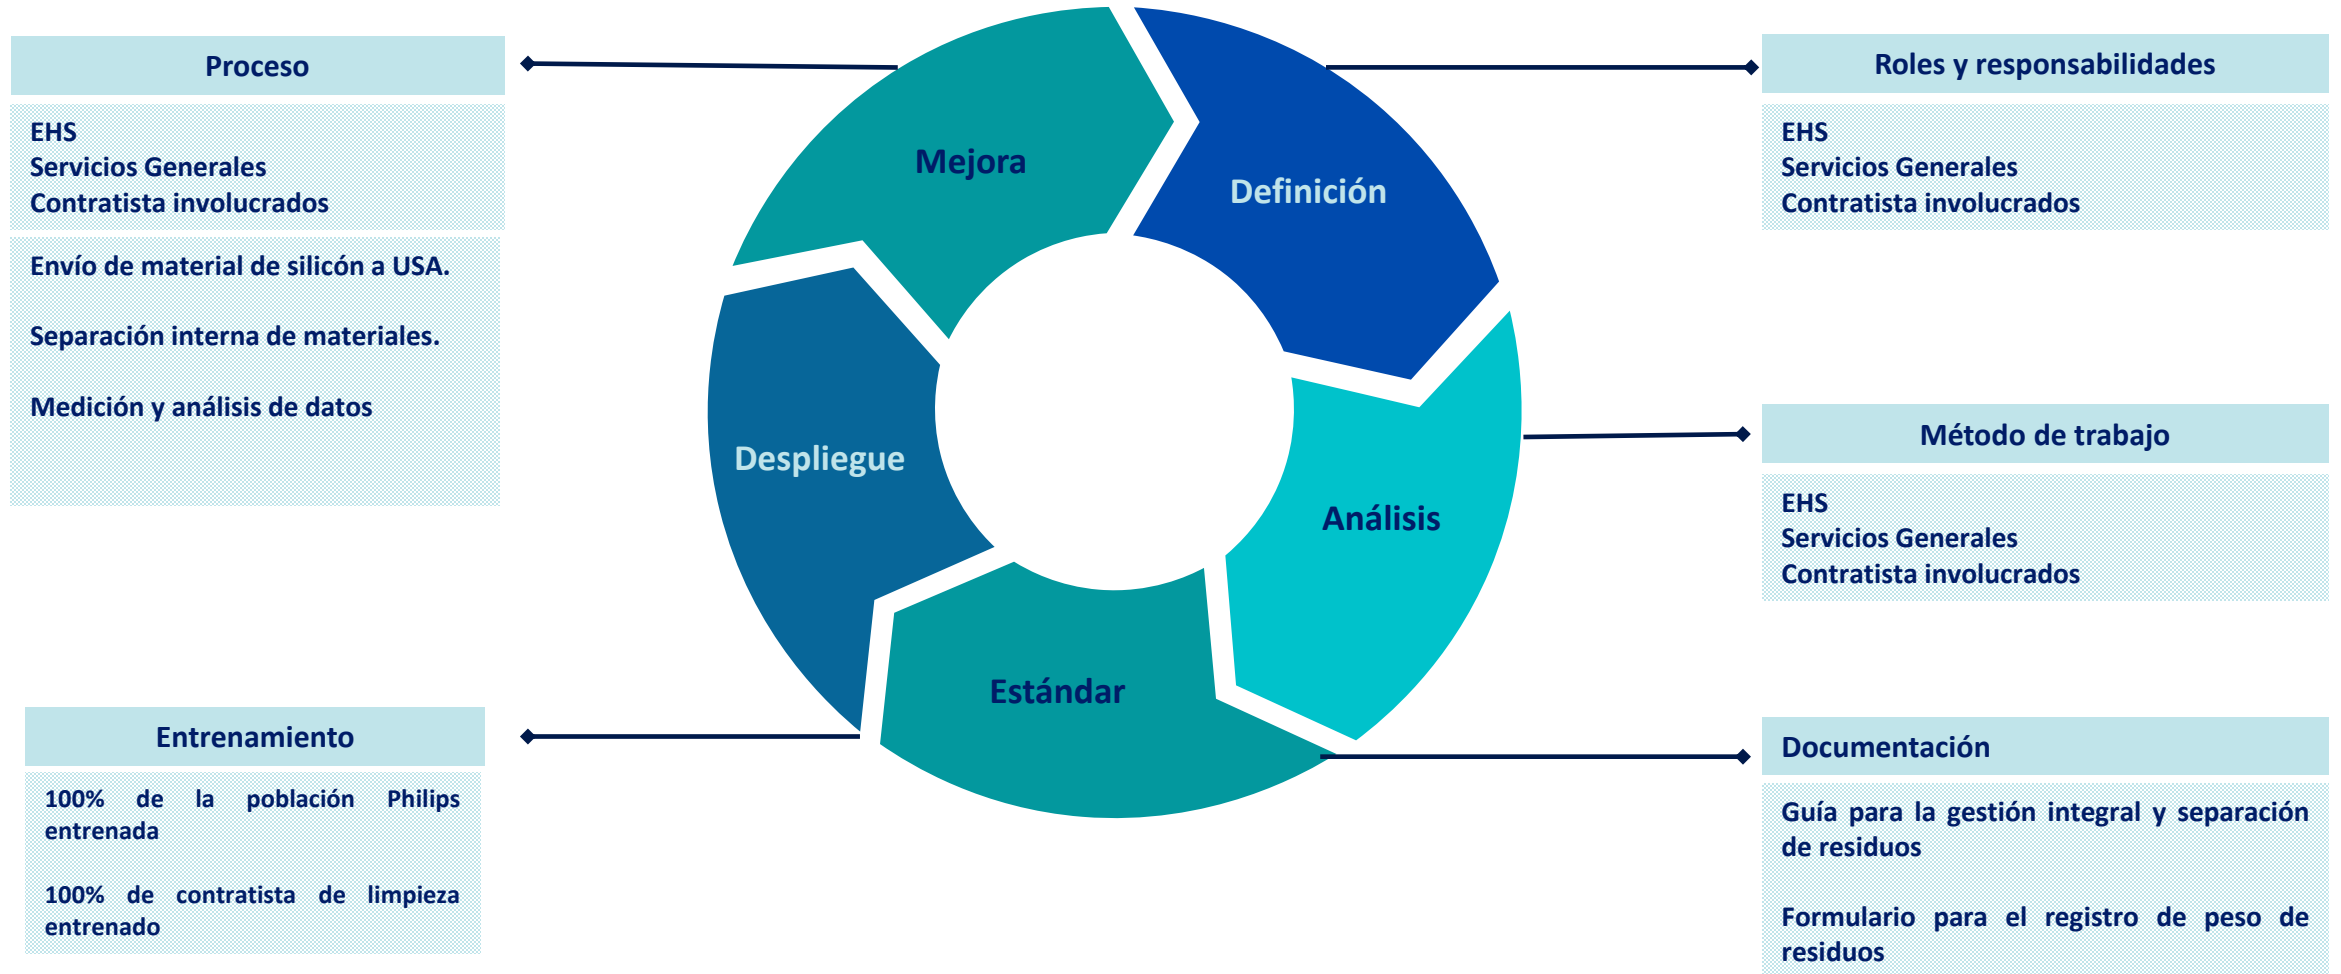 Proceso
EHS
Servicios Generales
Contratista involucrados
Envío de material de silicón a USA.
Separación interna de materiales.
Medición y análisis de datos
Entrenamiento
100% de la población Philips
entrenada
100% de contratista de limpieza
entrenado
Mejora
Definición
Despliegue
Análisis
Estándar
Roles y responsabilidades
EHS
Servicios Generales
Contratista involucrados
Método de trabajo
EHS
Servicios Generales
Contratista involucrados
Documentación
Guía para la gestión integral y separación
de residuos
Formulario para el registro de peso de
residuos